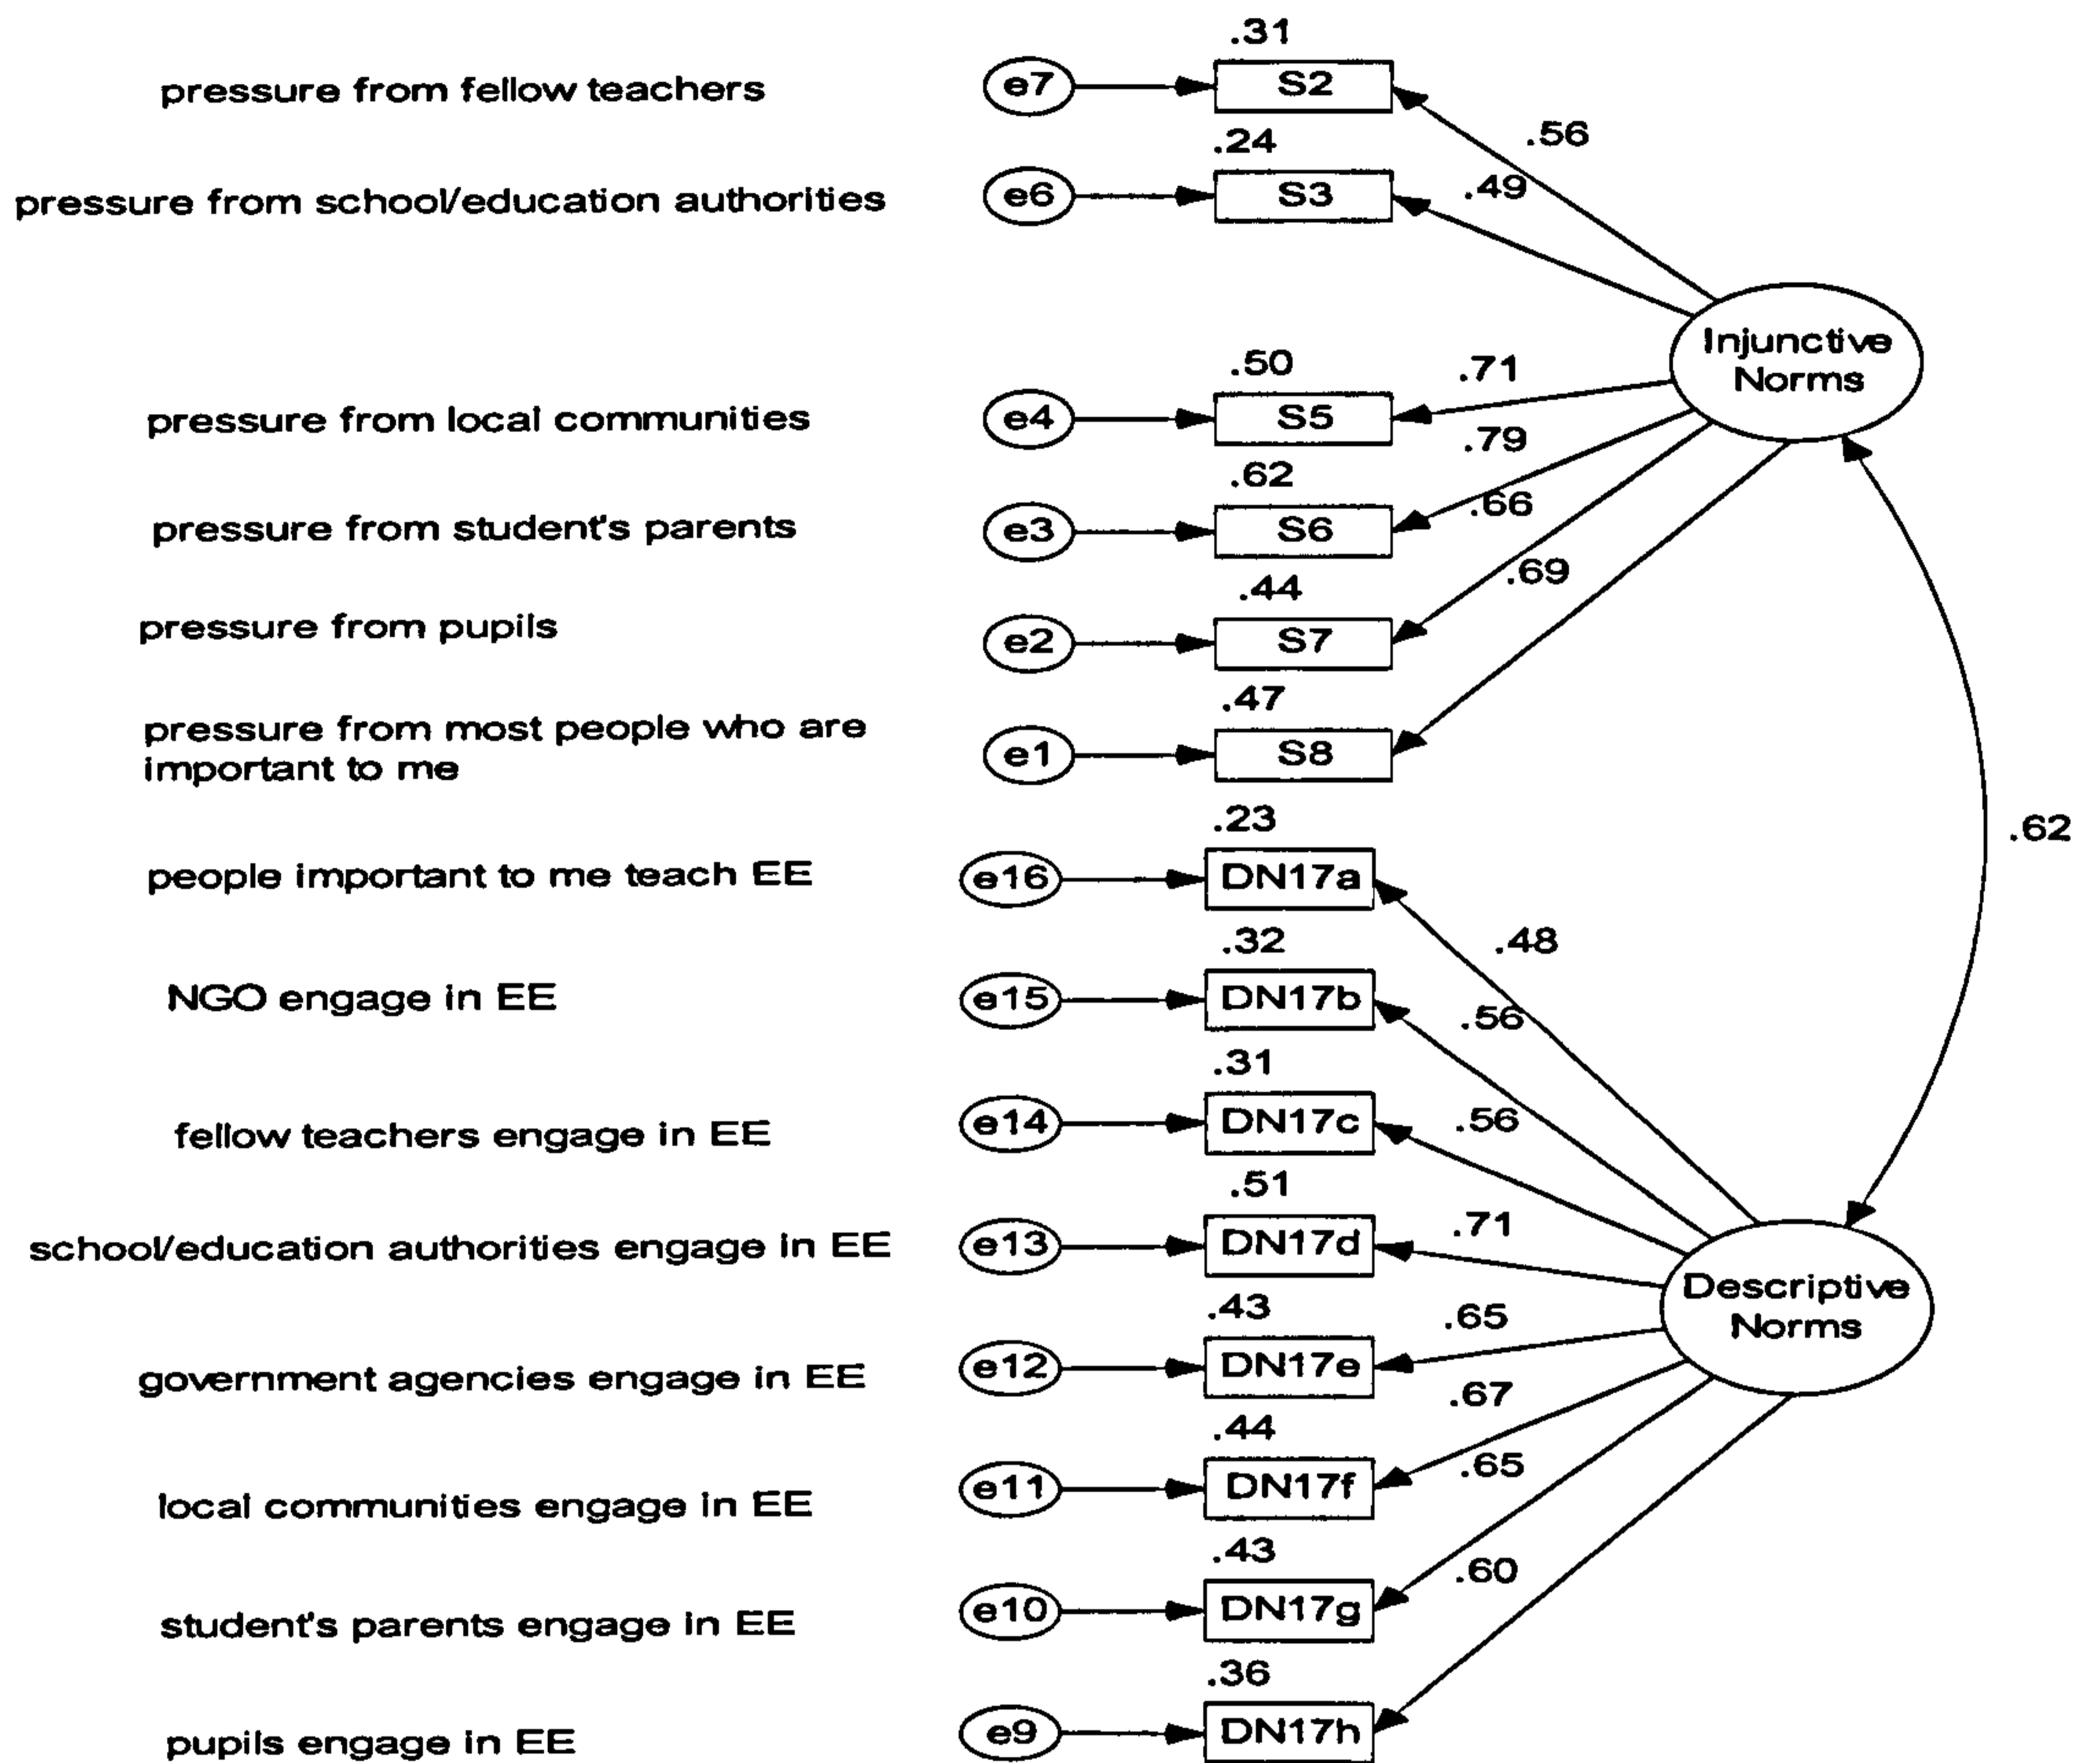 .31
pressure from fellow teachers e7 S2
.56
.24
pressure from school/education authorities e6 S3 .49
Injunctive
Norms
.50 .71
pressure from local communities e4 S5
.79
.62
pressure from student's parents e3 S6 .66
.69
.44
pressure from pupils e2 S7
.47
pressure from most people who are
important to me
e1 S8
.23
.62
people important to me teach EE e16 DN17a
.32 .48
NGO engage in EE e15 DN17b .56
.31
fellow teachers engage in EE e14 DN17c .56
.51
school/education authorities engage in EE e13 DN17d .71
Descriptive
Norms
.43 .65
government agencies engage in EE e12 DN17e
.67
.44
local communities engage in EE e11 DN17f .65
.43 .60
student's parents engage in EE e10 DN17g
.36
pupils engage in EE e9 DN17h